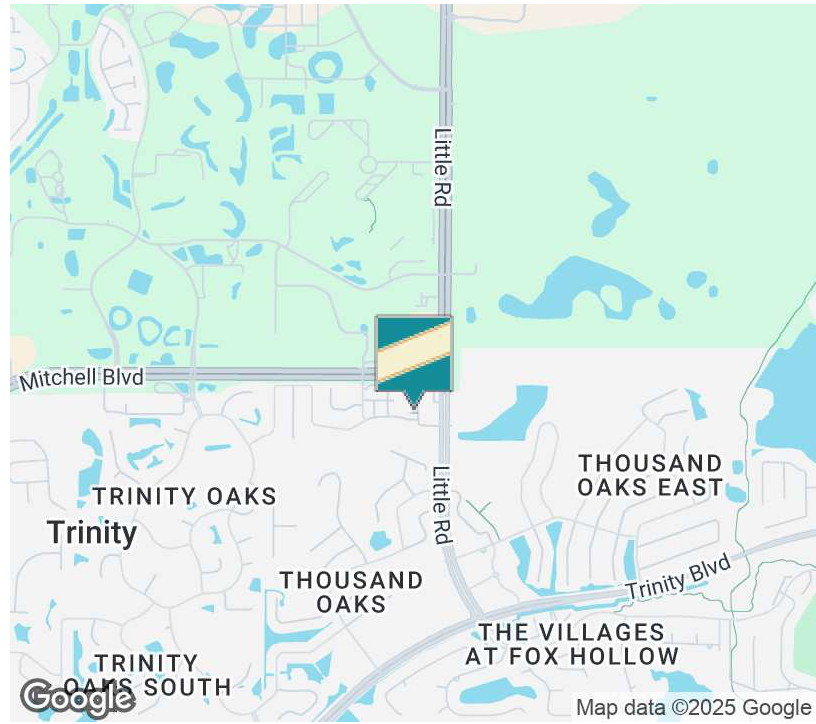 Little Rd
Mitchell Blvd
THOUSAND
OAKS EAST
TRINITY OAKS
Little Rd
Trinity
THOUSAND
OAKS
Trinity Blvd
THE VILLAGES
AT FOX HOLLOW
TRINITY
OAKS SOUTH
Google
Map data ©2025 Google